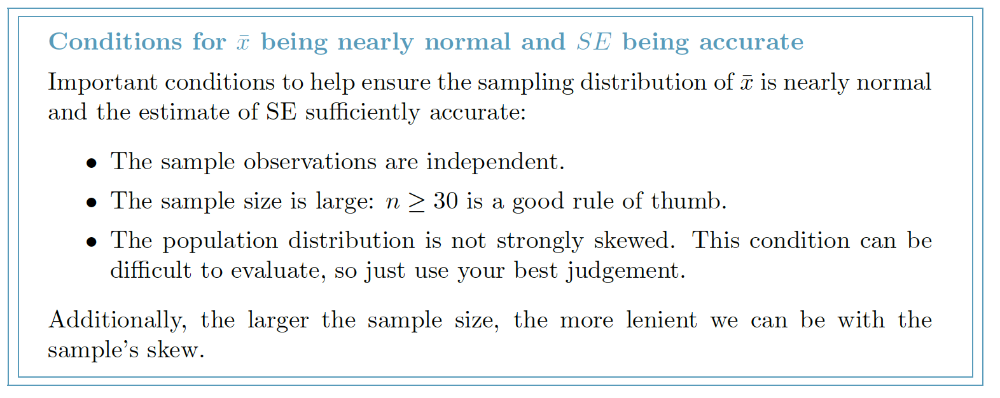 Conditions for x̄ being nearly normal and SE being accurate
Important conditions to help ensure the sampling distribution of x̄ is nearly normal
and the estimate of SE sufficiently accurate:
• The sample observations are independent.
• The sample size is large: n ≥ 30 is a good rule of thumb.
• The population distribution is not strongly skewed. This condition can be
difficult to evaluate, so just use your best judgement.
Additionally, the larger the sample size, the more lenient we can be with the
sample's skew.